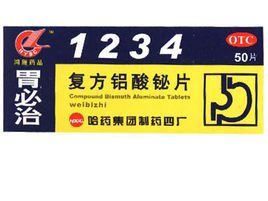 HYSC
鸿雁药品
胃必治
1234
OTC
50片
复方铝酸铋片
Compound Bismuth Aluminate Tablets
weibizhi
哈药集团制药四厂